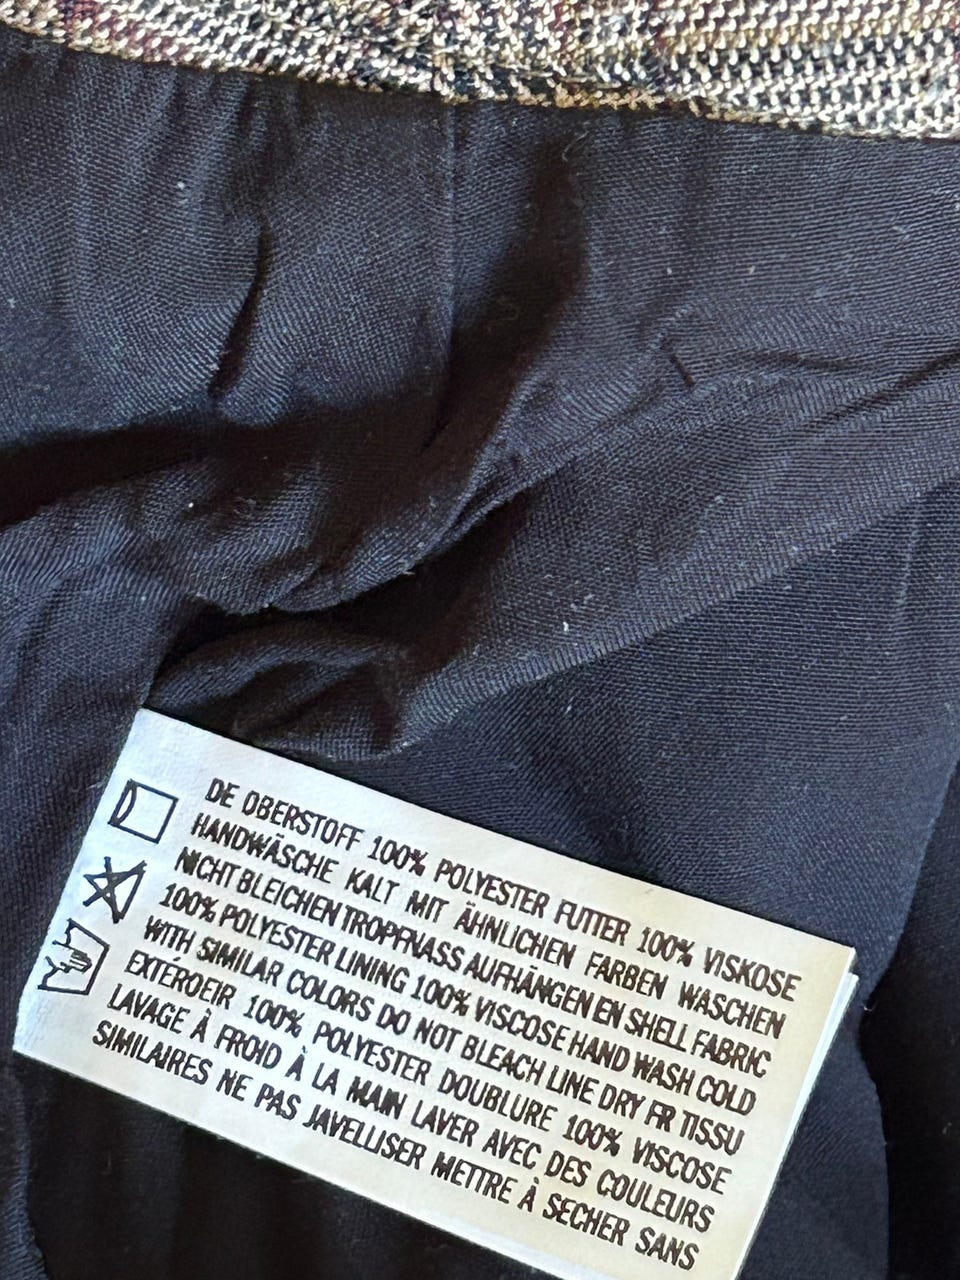 DE OBERSTOFF 100% POLYESTER FUTTER 100% VISKOSE
HANDWÄSCHE KALT MIT ÄHNLICHEN FARBEN WASCHEN
NICHT BLEICHEN TROPFNASS AUFHÄNGEN EN SHELL FABRIC
100% POLYESTER LINING 100% VISCOSE HAND WASH COLD
WITH SIMILAR COLORS DO NOT BLEACH LINE DRY FR TISSU
EXTÉROEIR 100% POLYESTER DOUBLURE 100% VISCOSE
LAVAGE À FROID À LA MAIN LAVER AVEC DES COULEURS
SIMILAIRES NE PAS JAVELLISER METTRE À SECHER SANS